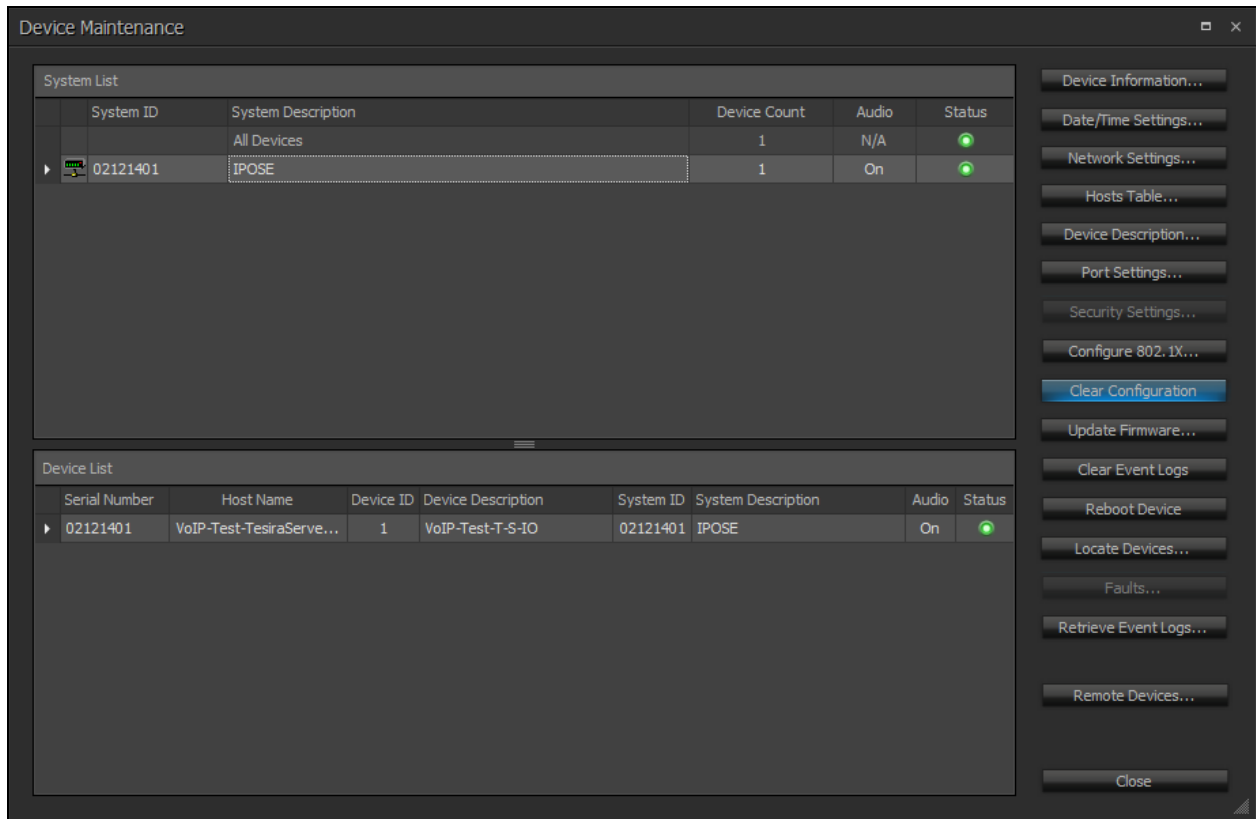 Device Maintenance
System List
System ID System Description Device Count Audio Status
All Devices 1 N/A
02121401 IPOSE 1 On
Device List
Serial Number Host Name Device ID Device Description System ID System Description Audio Status
02121401 VoIP-Test-TesiraServe... 1 VoIP-Test-T-S-IO 02121401 IPOSE On
Device Information...
Date/Time Settings...
Network Settings...
Hosts Table...
Device Description...
Port Settings...
Security Settings...
Configure 802.1X...
Clear Configuration
Update Firmware...
Clear Event Logs
Reboot Device
Locate Devices...
Faults...
Retrieve Event Logs...
Remote Devices...
Close